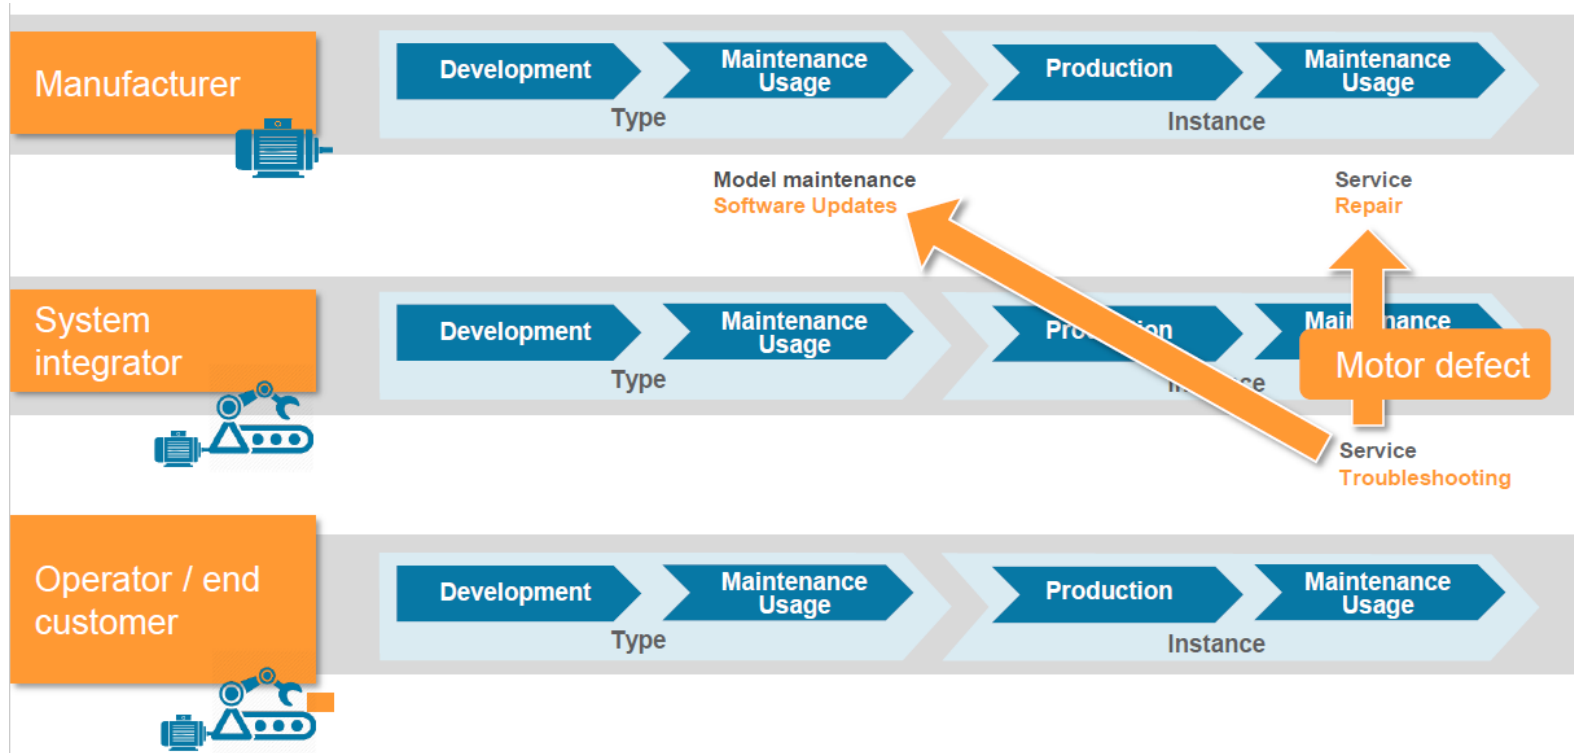 Manufacturer
Development
Maintenance
Usage
Production
Maintenance
Usage
Type
Instance
Model maintenance
Software Updates
Service
Repair
System
integrator
Development
Maintenance
Usage
Type
Motor defect
Service
Troubleshooting
Operator / end
customer
Development
Maintenance
Usage
Production
Maintenance
Usage
Type
Instance